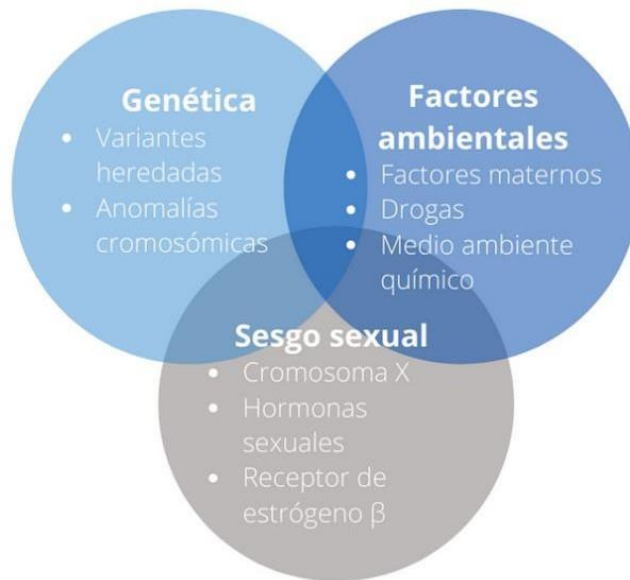 Genética
• Variantes
heredadas
• Anomalías
cromosómicas
Factores
ambientales
• Factores maternos
• Drogas
• Medio ambiente
químico
Sesgo sexual
• Cromosoma X
• Hormonas
sexuales
• Receptor de
estrógeno β